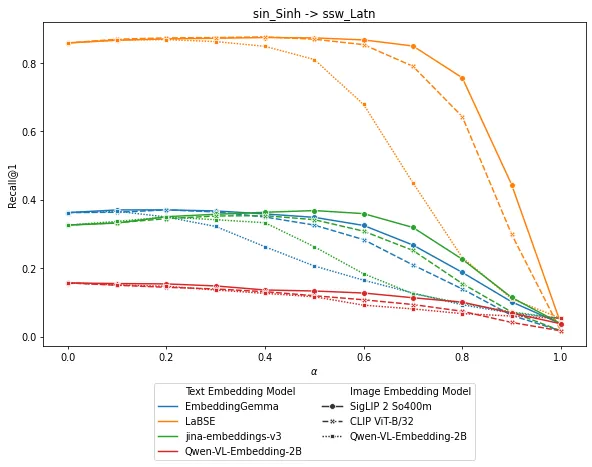 sin_Sinh -> ssw_Latn
Recall@1
0.8
0.6
0.4
0.2
0.0
0.0 0.2 0.4 0.6 0.8 1.0
α
Text Embedding Model
EmbeddingGemma
LaBSE
jina-embeddings-v3
Qwen-VL-Embedding-2B
Image Embedding Model
SigLIP 2 So400m
CLIP ViT-B/32
Qwen-VL-Embedding-2B